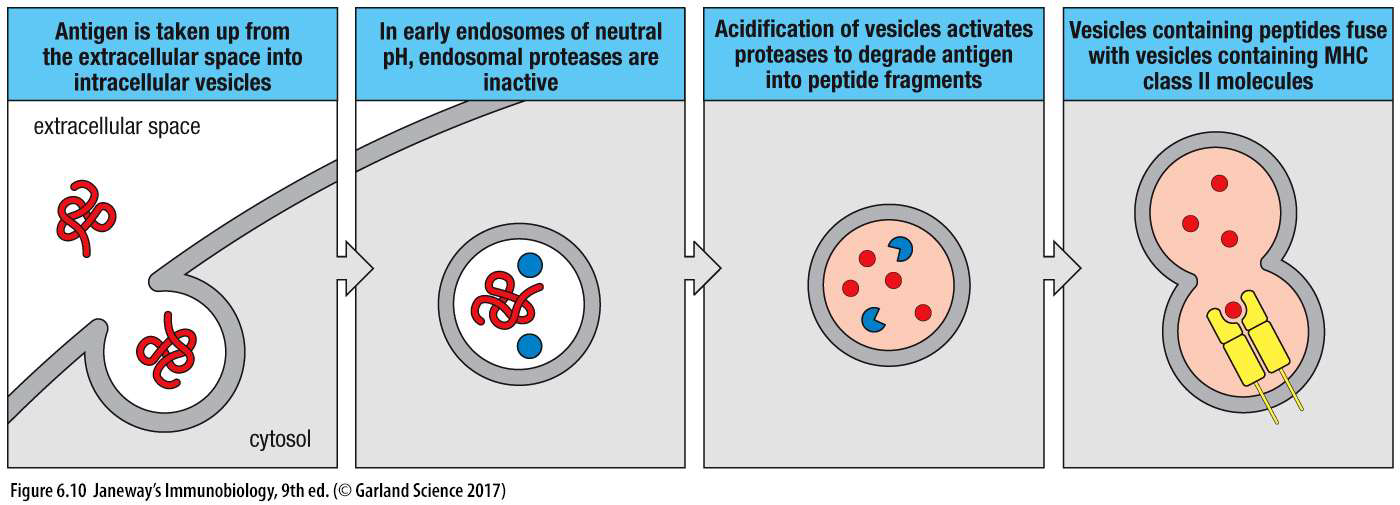 Antigen is taken up from
the extracellular space into
intracellular vesicles
In early endosomes of neutral
pH, endosomal proteases are
inactive
Acidification of vesicles activates
proteases to degrade antigen
into peptide fragments
Vesicles containing peptides fuse
with vesicles containing MHC
class II molecules
extracellular space
cytosol
Figure 6.10 Janeway’s Immunobiology, 9th ed. (© Garland Science 2017)